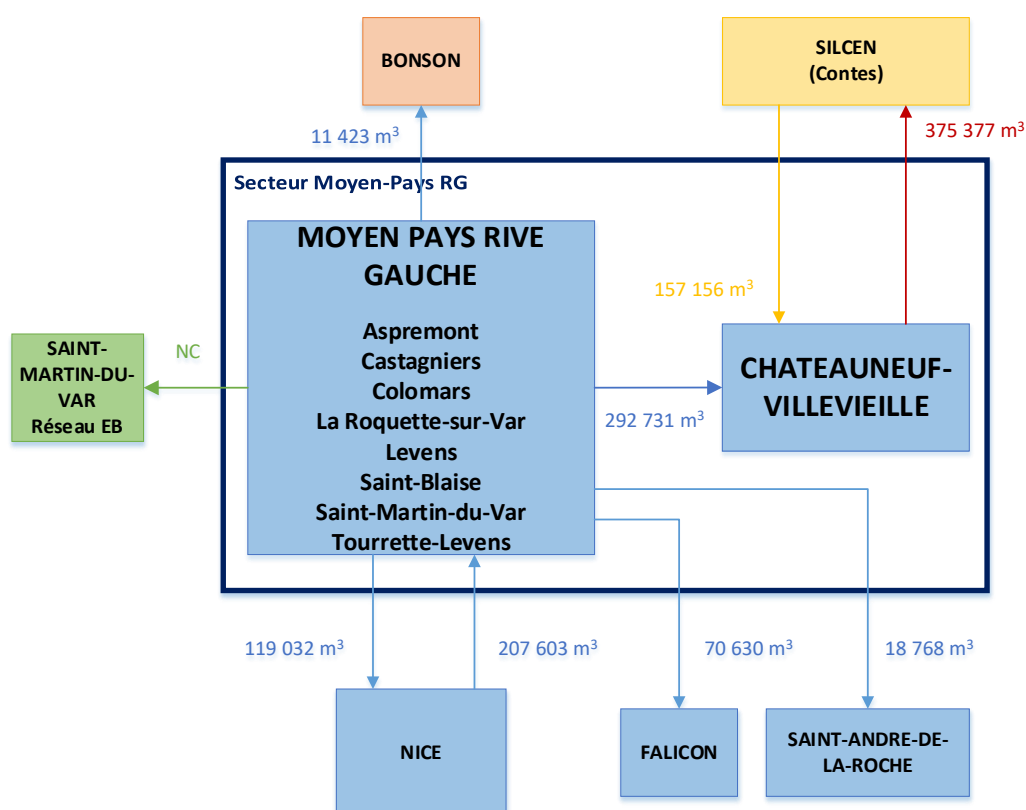 BONSON
SILCEN
(Contes)
11 423 m³
375 377 m³
Secteur Moyen-Pays RG
MOYEN PAYS RIVE
GAUCHE
Aspremont
Castagniers
Colomars
La Roquette-sur-Var
Levens
Saint-Blaise
Saint-Martin-du-Var
Tourrette-Levens
157 156 m³
SAINT-
MARTIN-DU-
VAR
Réseau EB
NC
CHATEAUNEUF-
VILLEVIEILLE
292 731 m³
119 032 m³
207 603 m³
70 630 m³
18 768 m³
NICE
FALICON
SAINT-ANDRE-DE-
LA-ROCHE